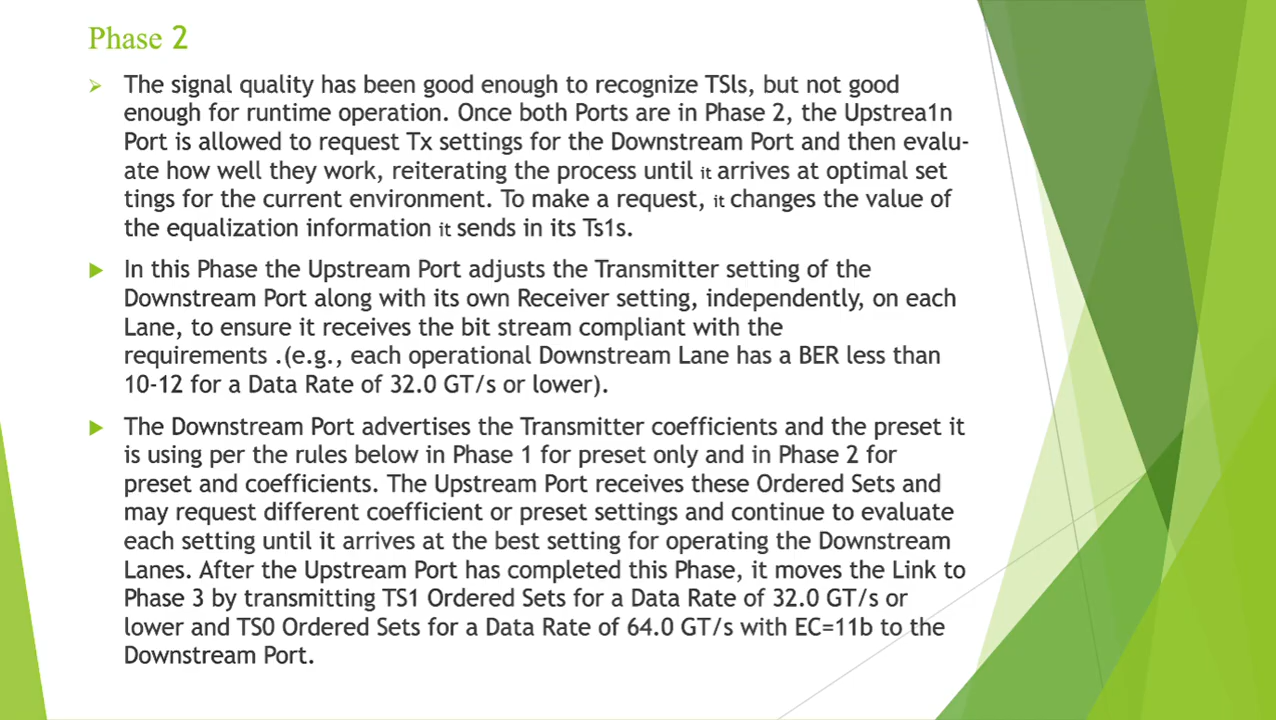 Phase 2
The signal quality has been good enough to recognize TSls, but not good
enough for runtime operation. Once both Ports are in Phase 2, the Upstrea1n
Port is allowed to request Tx settings for the Downstream Port and then evalu-
ate how well they work, reiterating the process until it arrives at optimal set
tings for the current environment. To make a request, it changes the value of
the equalization information it sends in its Ts1s.
In this Phase the Upstream Port adjusts the Transmitter setting of the
Downstream Port along with its own Receiver setting, independently, on each
Lane, to ensure it receives the bit stream compliant with the
requirements .(e.g., each operational Downstream Lane has a BER less than
10-12 for a Data Rate of 32.0 GT/s or lower).
The Downstream Port advertises the Transmitter coefficients and the preset it
is using per the rules below in Phase 1 for preset only and in Phase 2 for
preset and coefficients. The Upstream Port receives these Ordered Sets and
may request different coefficient or preset settings and continue to evaluate
each setting until it arrives at the best setting for operating the Downstream
Lanes. After the Upstream Port has completed this Phase, it moves the Link to
Phase 3 by transmitting TS1 Ordered Sets for a Data Rate of 32.0 GT/s or
lower and TS0 Ordered Sets for a Data Rate of 64.0 GT/s with EC=11b to the
Downstream Port.